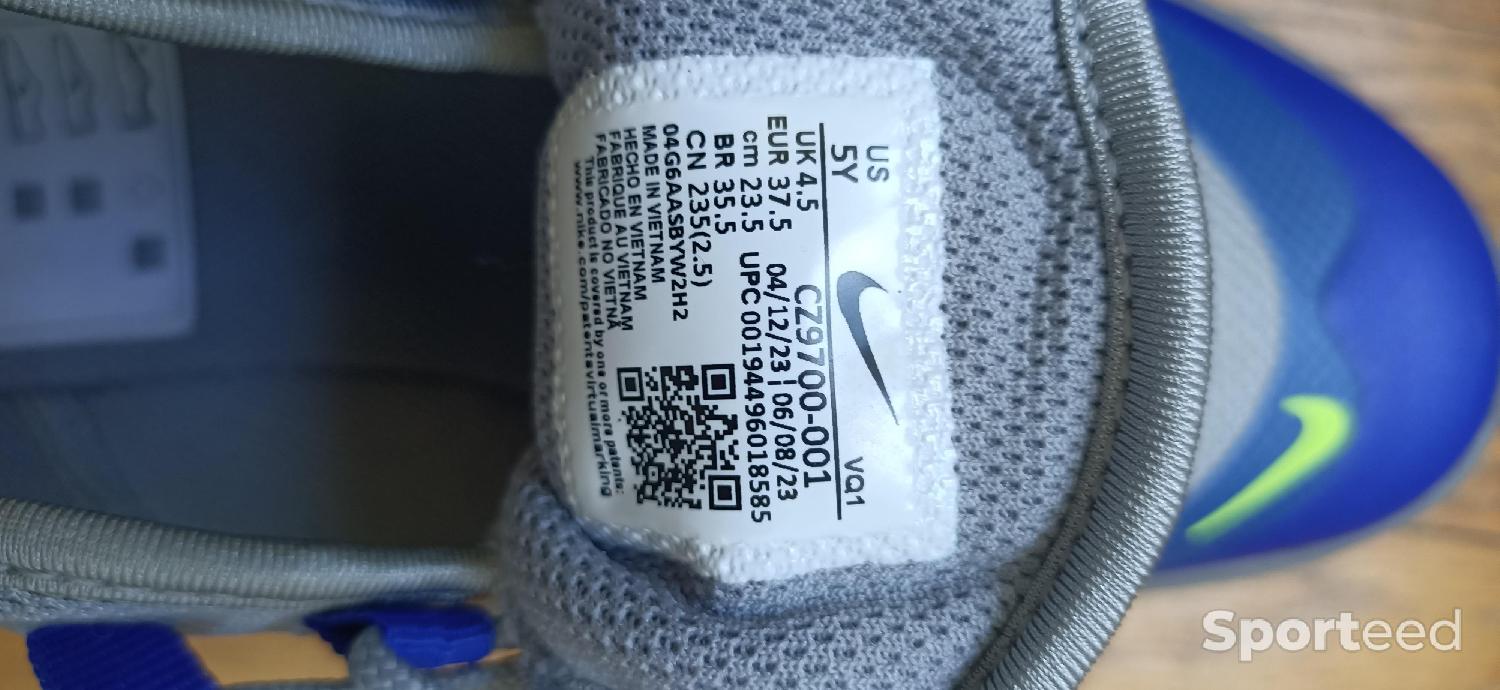 US
5Y
VQ1
UK 4.5
CZ9700-001
EUR 37.5
04/12/23 | 06/08/23
cm 23.5
UPC 00194496018585
BR 35.5
CN 235(2.5)
04G6AASBYW2H2
MADE IN VIETNAM
HECHO EN VIETNAM
FABRIQUE AU VIETNAM
FABRICADO NO VIETNÃ
This product is covered by one or more patents:
www.nike.com/patentavirtualmarking
Sporteed